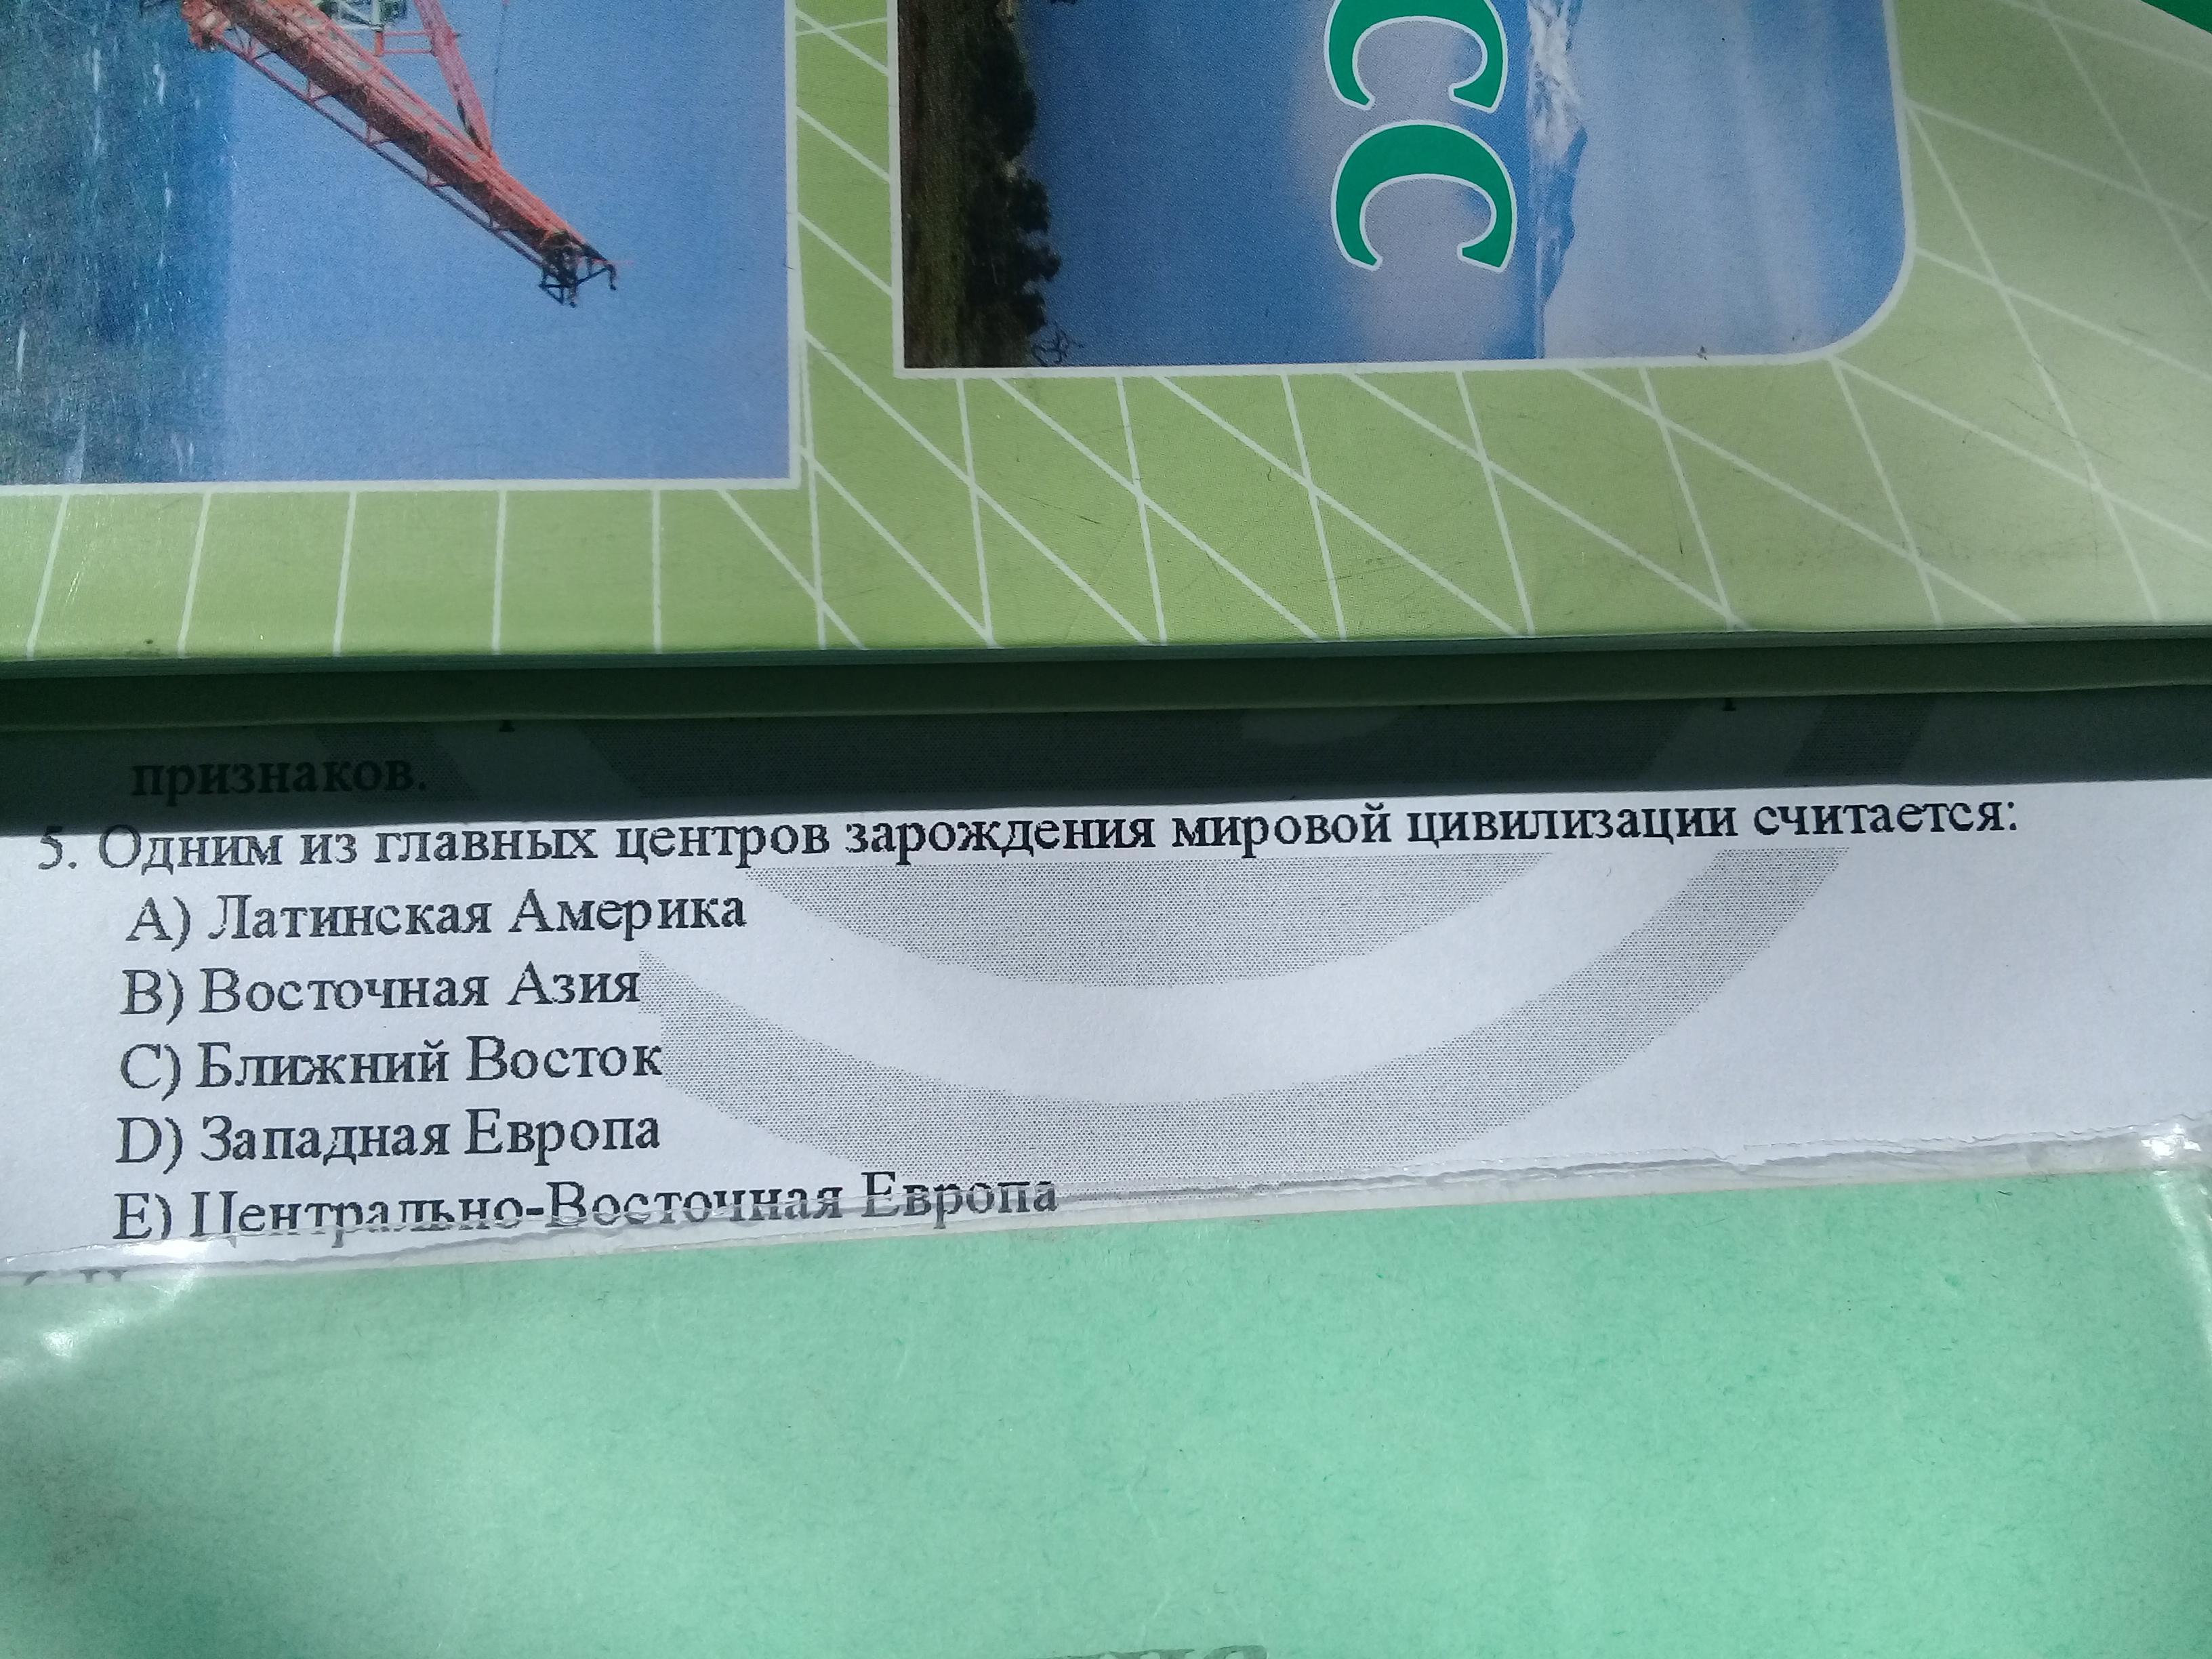 СС
признаков.
5. Одним из главных центров зарождения мировой цивилизации считается:
A) Латинская Америка
B) Восточная Азия
C) Ближний Восток
D) Западная Европа
E) Центрально-Восточная Европа